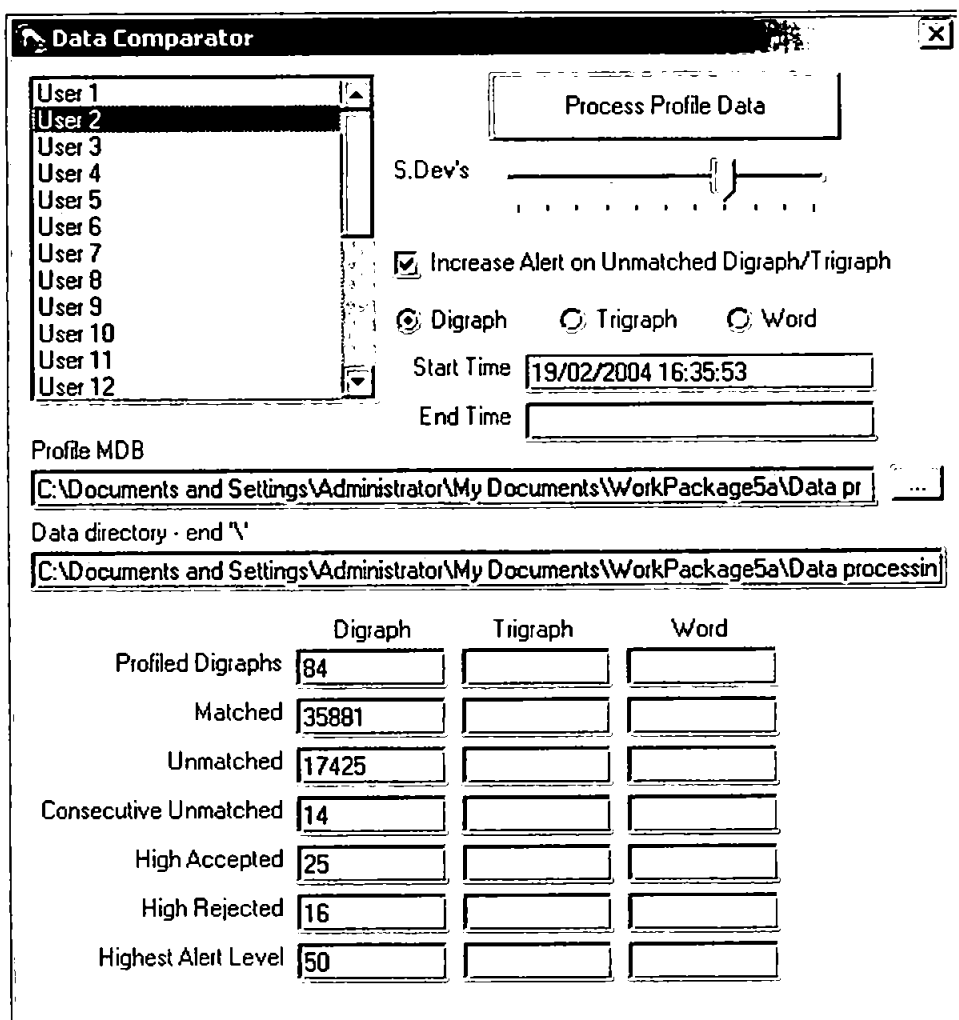 Data Comparator
User 1
User 2
User 3
User 4
User 5
User 6
User 7
User 8
User 9
User 10
User 11
User 12
Process Profile Data
S.Dev's
Increase Alert on Unmatched Digraph/Trigraph
Digraph Trigraph Word
Start Time 19/02/2004 16:35:53
End Time
Profile MDB
C:\Documents and Settings\Administrator\My Documents\WorkPackage5a\Data pr ...
Data directory - end '\'
C:\Documents and Settings\Administrator\My Documents\WorkPackage5a\Data processin
Digraph Trigraph Word
Profiled Digraphs 84
Matched 35881
Unmatched 17425
Consecutive Unmatched 14
High Accepted 25
High Rejected 16
Highest Alert Level 50